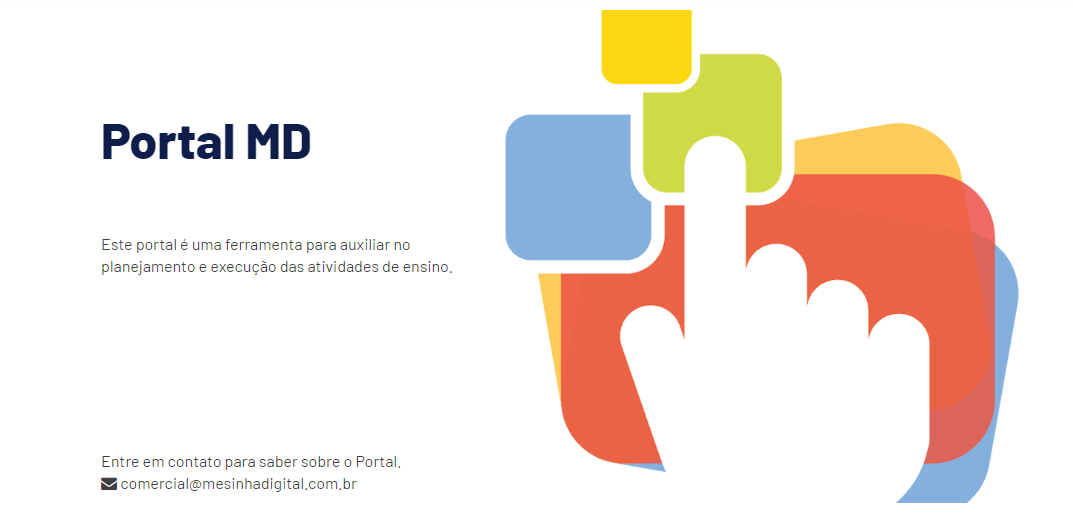 Portal MD
Este portal é uma ferramenta para auxiliar no
planejamento e execução das atividades de ensino.
Entre em contato para saber sobre o Portal.
comercial@mesinhadigital.com.br